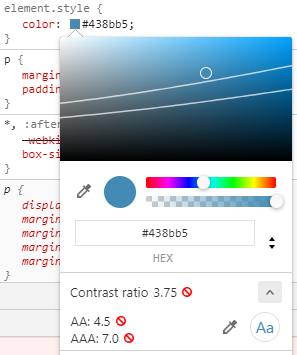 element.style {
color: #438bb5;
}
p {
margin
paddin
}
*, :afte
-webki
box-si
}
p {
displa
margin
margin
margin
margin
}
#438bb5
HEX
Contrast ratio 3.75
AA: 4.5
AAA: 7.0
Aa